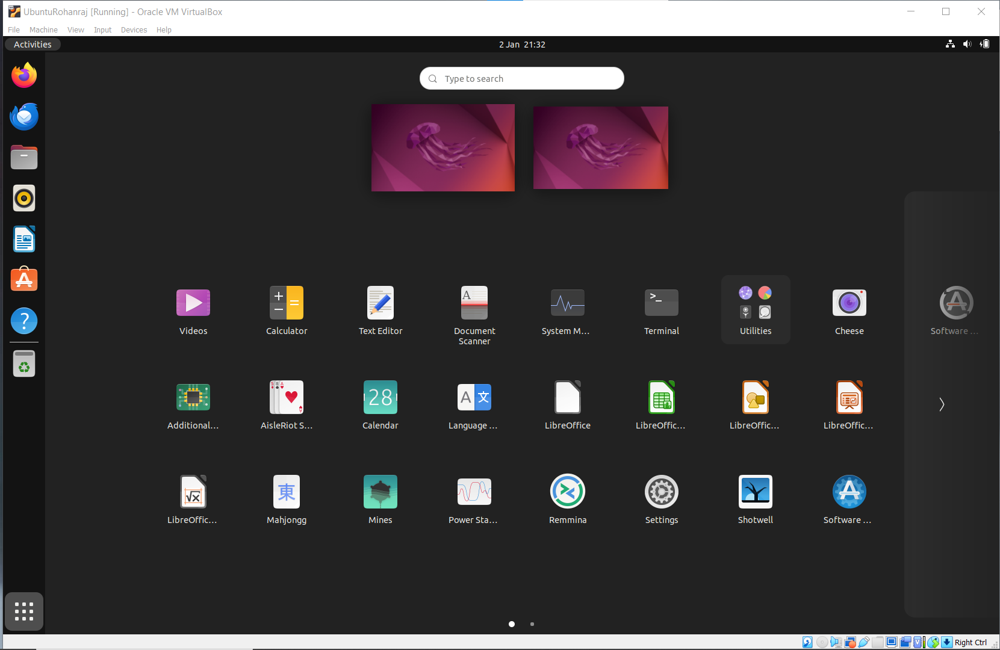 UbuntuRohanraj [Running] - Oracle VM VirtualBox
File Machine View Input Devices Help
Activities
2 Jan 21:32
Type to search
Videos
Calculator
Text Editor
Document
Scanner
System M...
Terminal
Utilities
Cheese
Software ...
Additional...
AisleRiot S...
28
Calendar
A 文
Language ...
LibreOffice
LibreOffic...
LibreOffic...
LibreOffic...
√x
LibreOffic...
東
Mahjongg
Mines
Power Sta...
Remmina
Settings
Shotwell
Software ...
Right Ctrl